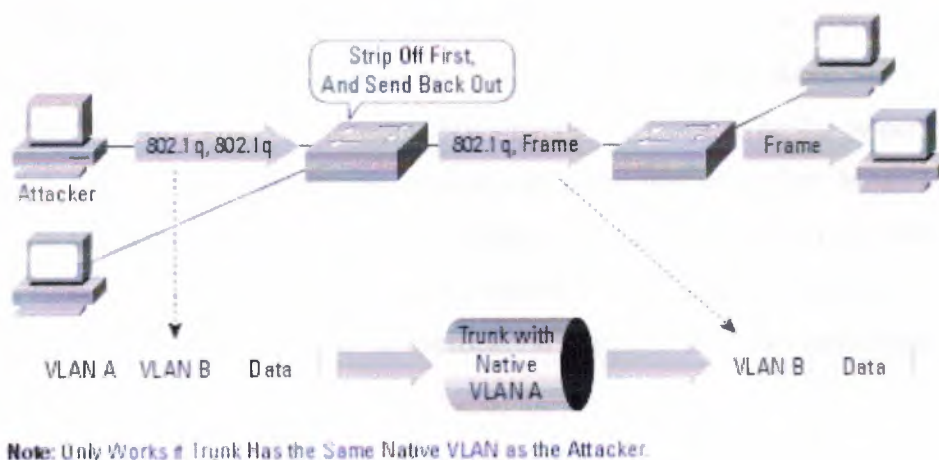 Strip Off First,
And Send Back Out
802.1q, 802.1q
802.1q, Frame
Frame
Attacker
VLAN A VLAN B Data
Trunk with
Native
VLAN A
VLAN B Data
Note: Only Works if Trunk Has the Same Native VLAN as the Attacker.